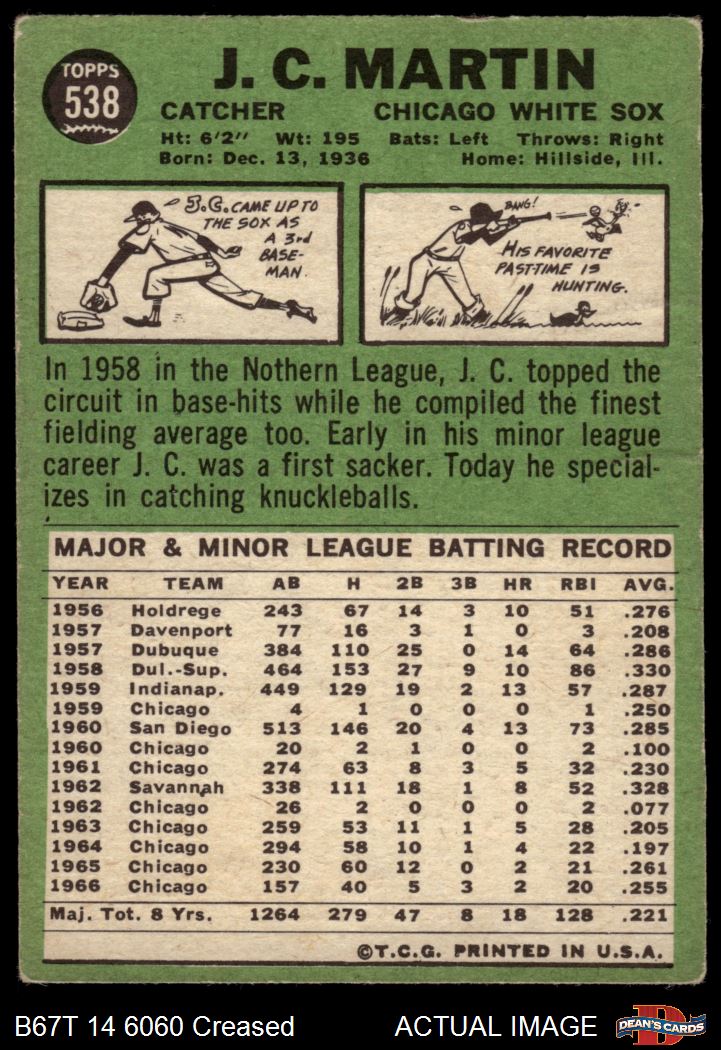 TOPPS
538
J. C. MARTIN
CATCHER CHICAGO WHITE SOX
Ht: 6'2" Wt: 195 Bats: Left Throws: Right
Born: Dec. 13, 1936 Home: Hillside, Ill.
J.C. CAME UP TO
THE SOX AS
A 3rd
BASE-
MAN.
BANG!
HIS FAVORITE
PAST-TIME IS
HUNTING.
In 1958 in the Nothern League, J. C. topped the
circuit in base-hits while he compiled the finest
fielding average too. Early in his minor league
career J. C. was a first sacker. Today he special-
izes in catching knuckleballs.
MAJOR & MINOR LEAGUE BATTING RECORD
YEAR TEAM AB H 2B 3B HR RBI AVG.
1956 Holdrege 243 67 14 3 10 51 .276
1957 Davenport 77 16 3 1 0 3 .208
1957 Dubuque 384 110 25 0 14 64 .286
1958 Dul.-Sup. 464 153 27 9 10 86 .330
1959 Indianap. 449 129 19 2 13 57 .287
1959 Chicago 4 1 0 0 0 1 .250
1960 San Diego 513 146 20 4 13 73 .285
1960 Chicago 20 2 1 0 0 2 .100
1961 Chicago 274 63 8 3 5 32 .230
1962 Savannah 338 111 18 1 8 52 .328
1962 Chicago 26 2 0 0 0 2 .077
1963 Chicago 259 53 11 1 5 28 .205
1964 Chicago 294 58 10 1 4 22 .197
1965 Chicago 230 60 12 0 2 21 .261
1966 Chicago 157 40 5 3 2 20 .255
Maj. Tot. 8 Yrs. 1264 279 47 8 18 128 .221
©T.C.G. PRINTED IN U.S.A.
B67T 14 6060 Creased ACTUAL IMAGE
DEAN'S CARDS